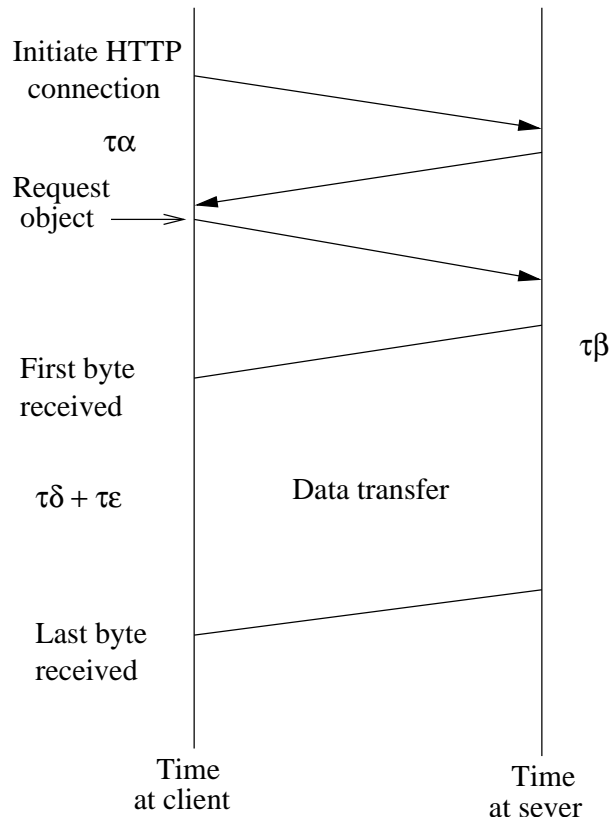 Initiate HTTP
connection
τα
Request
object
τβ
First byte
received
τδ + τε
Data transfer
Last byte
received
Time
at client
Time
at sever